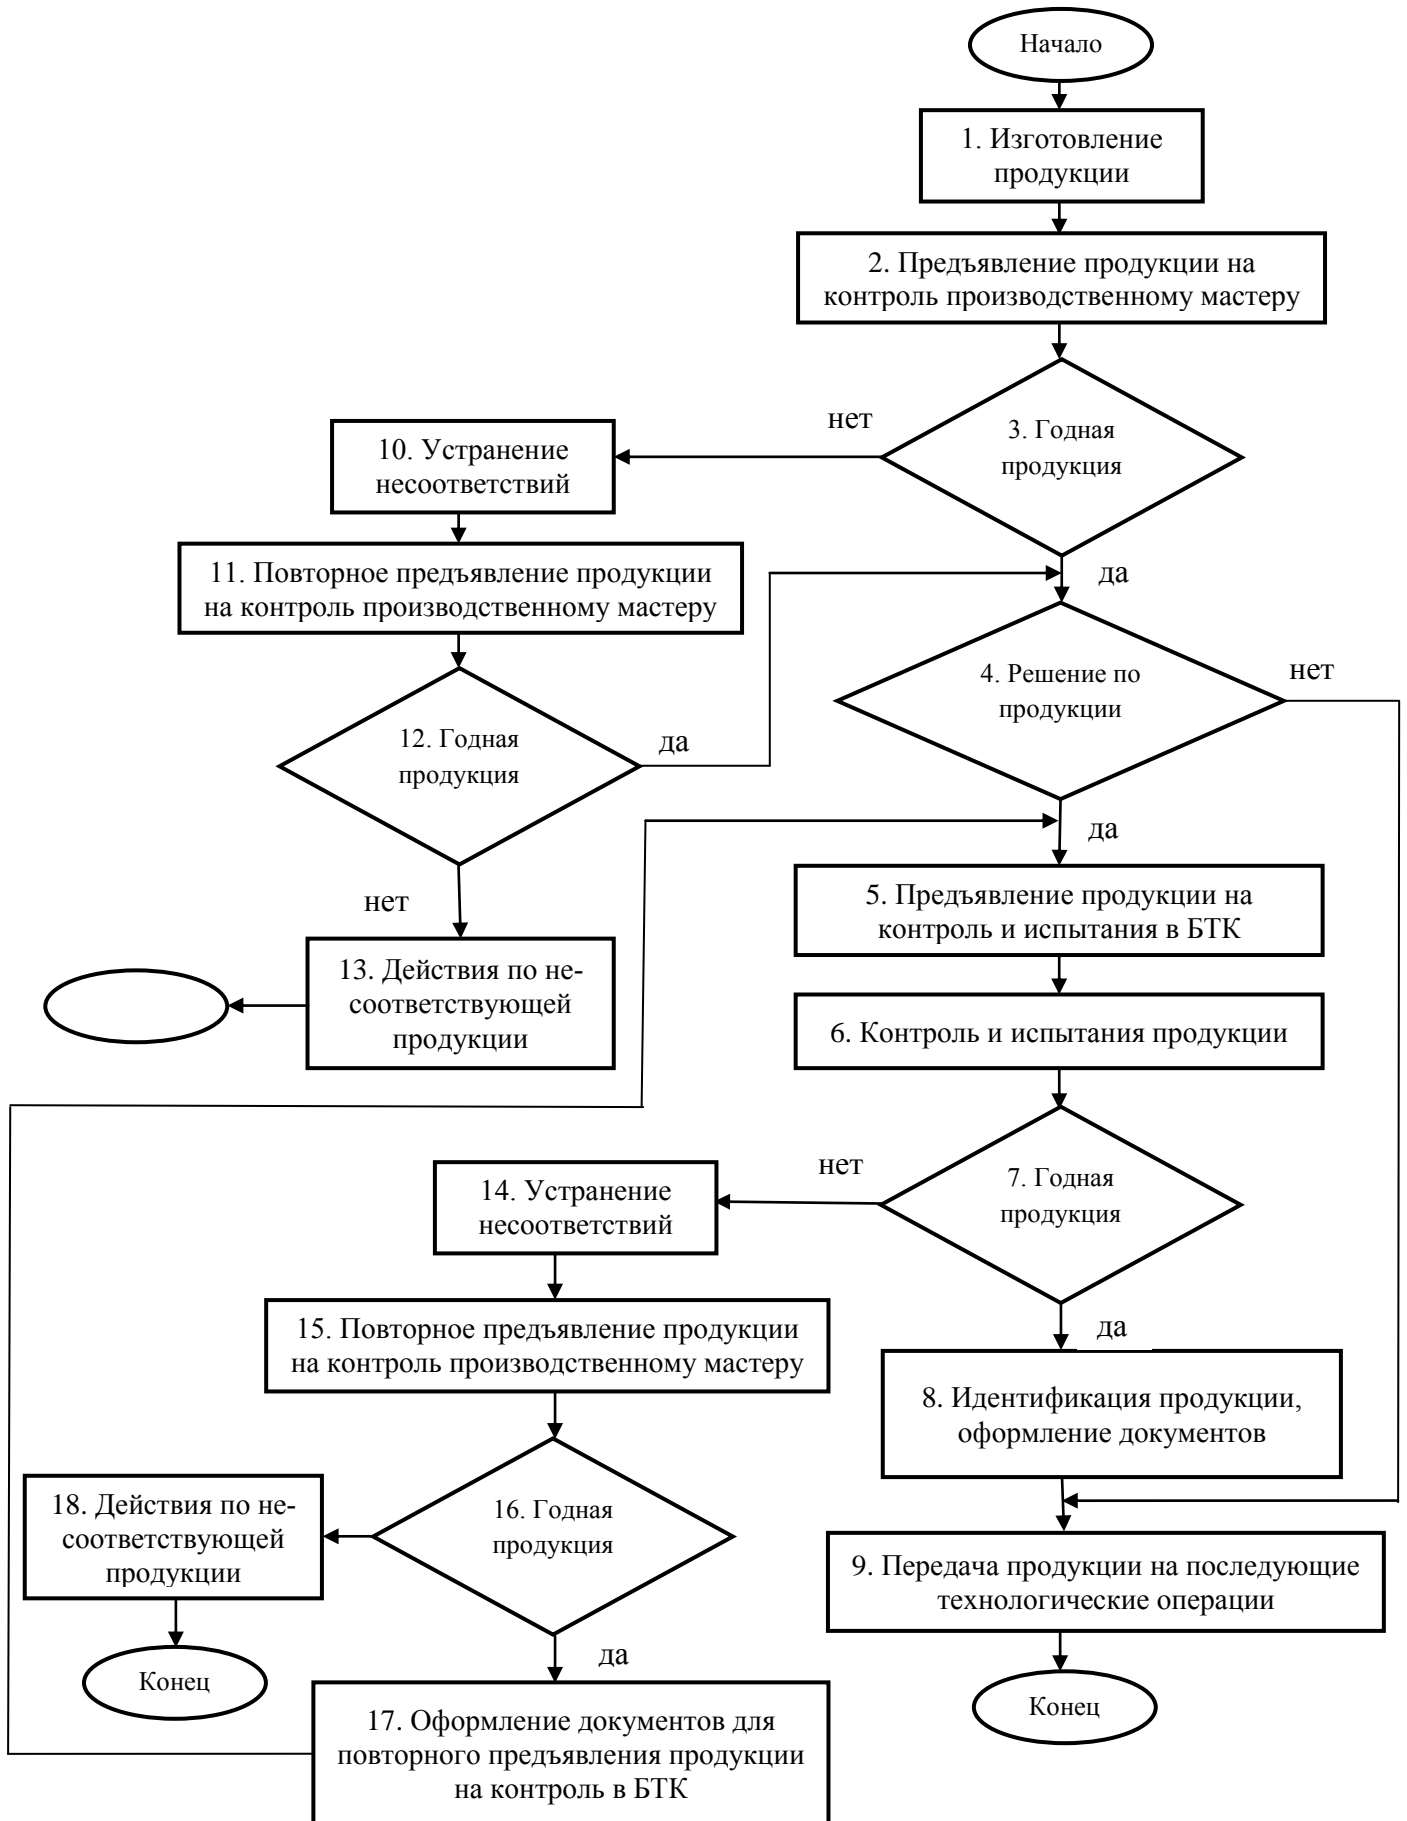 Начало
1. Изготовление
продукции
2. Предъявление продукции на
контроль производственному мастеру
нет
3. Годная
продукция
10. Устранение
несоответствий
11. Повторное предъявление продукции
на контроль производственному мастеру
да
4. Решение по
продукции
нет
12. Годная
продукция
да
да
нет
5. Предъявление продукции на
контроль и испытания в БТК
13. Действия по не-
соответствующей
продукции
6. Контроль и испытания продукции
нет
7. Годная
продукция
14. Устранение
несоответствий
да
15. Повторное предъявление продукции
на контроль производственному мастеру
8. Идентификация продукции,
оформление документов
18. Действия по не-
соответствующей
продукции
16. Годная
продукция
9. Передача продукции на последующие
технологические операции
да
Конец
Конец
17. Оформление документов для
повторного предъявления продукции
на контроль в БТК